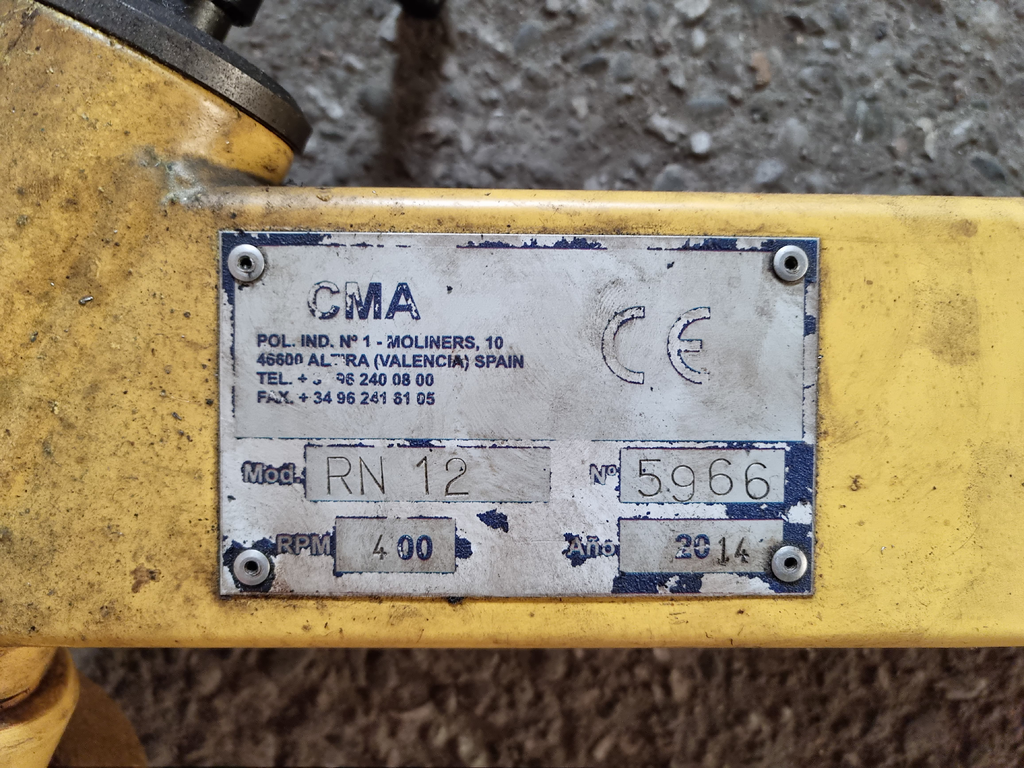 CMA
CE
POL. IND. Nº 1 - MOLINERS, 10
46600 (VALENCIA) SPAIN
TEL. + 96 240 08 00
FAX. + 34 96 241 61 05
Mod. RN 12
Nº 5966
RPM 400
Año 2014